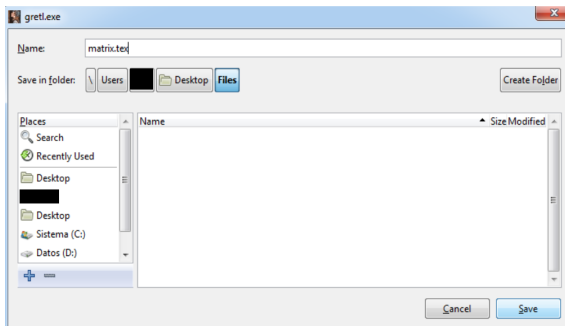 gretl.exe
Name: matrix.tex
Save in folder: \ Users Desktop Files Create Folder
Places
Search
Recently Used
Desktop
Desktop
Sistema (C:)
Datos (D:)
Name Size Modified
Cancel Save